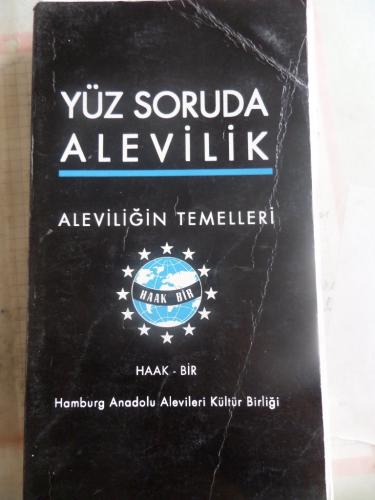 YÜZ SORUDA
ALEVİLİK
ALEVİLİĞİN TEMELLERİ
HAAK BİR
HAAK - BİR
Hamburg Anadolu Alevileri Kültür Birliği